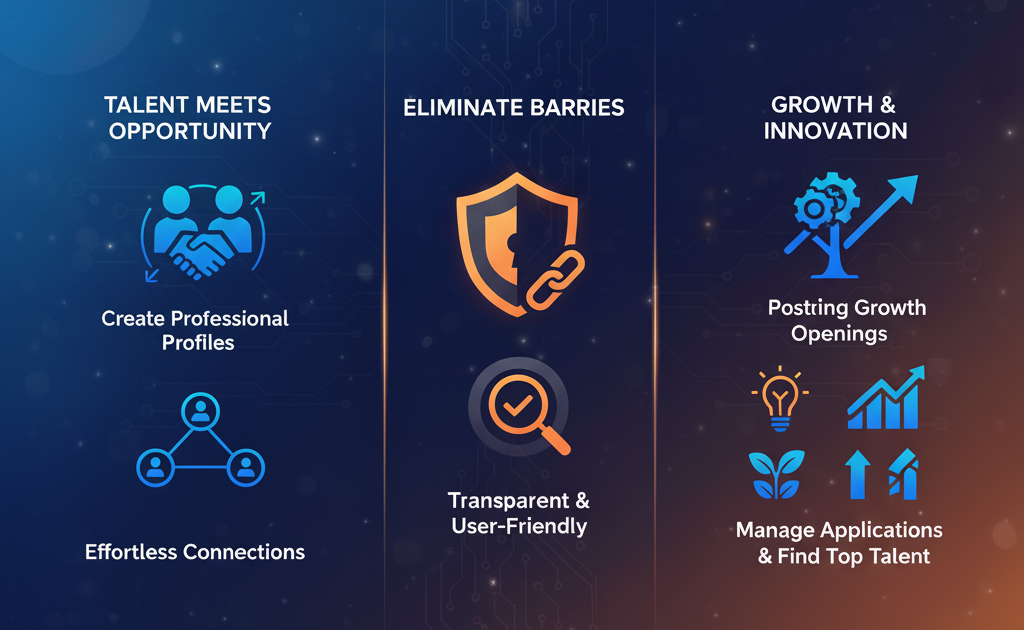 TALENT MEETS
OPPORTUNITY
Create Professional
Profiles
Effortless Connections
ELIMINATE BARRIES
Transparent &
User-Friendly
GROWTH &
INNOVATION
Postring Growth
Openings
Manage Applications
& Find Top Talent